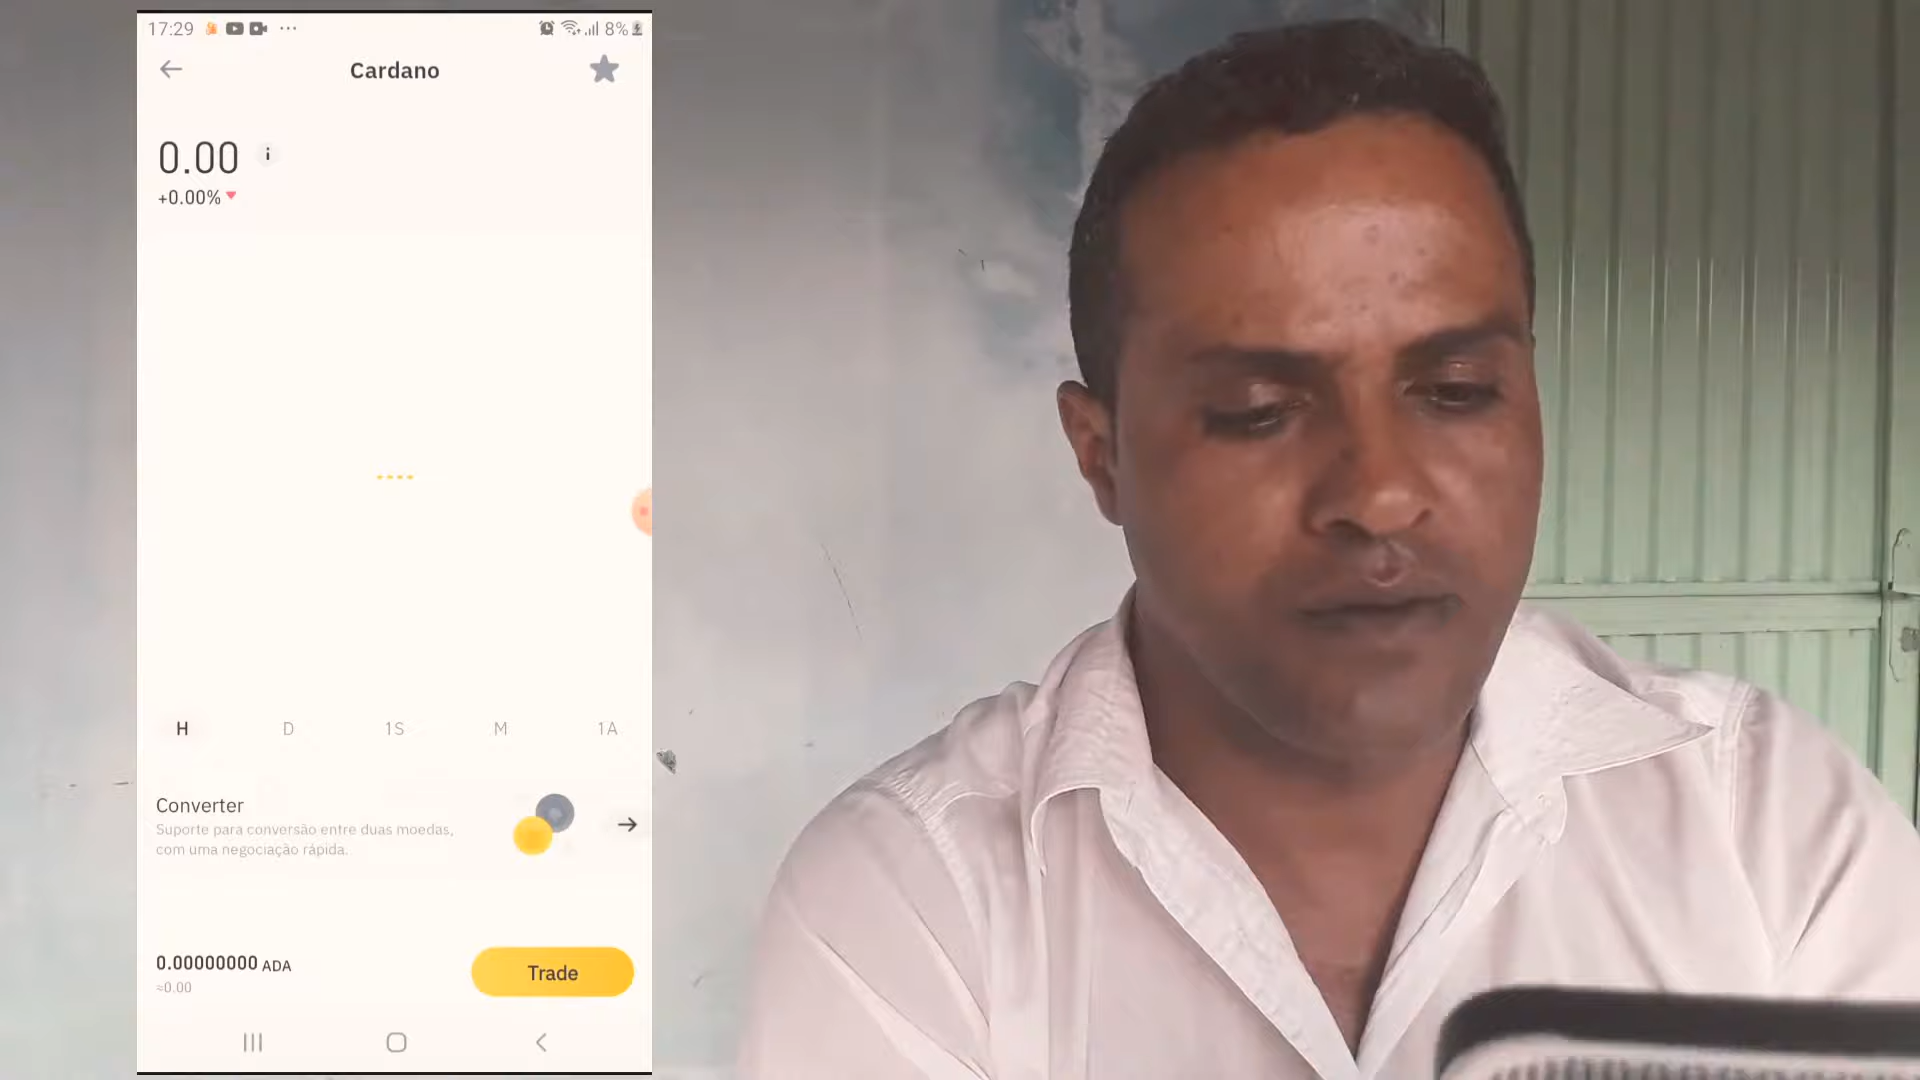 17:29
8%
Cardano
0.00
+0.00%
H D 1S M 1A
Converter
Suporte para conversão entre duas moedas,
com uma negociação rápida.
0.00000000 ADA
≈0.00
Trade